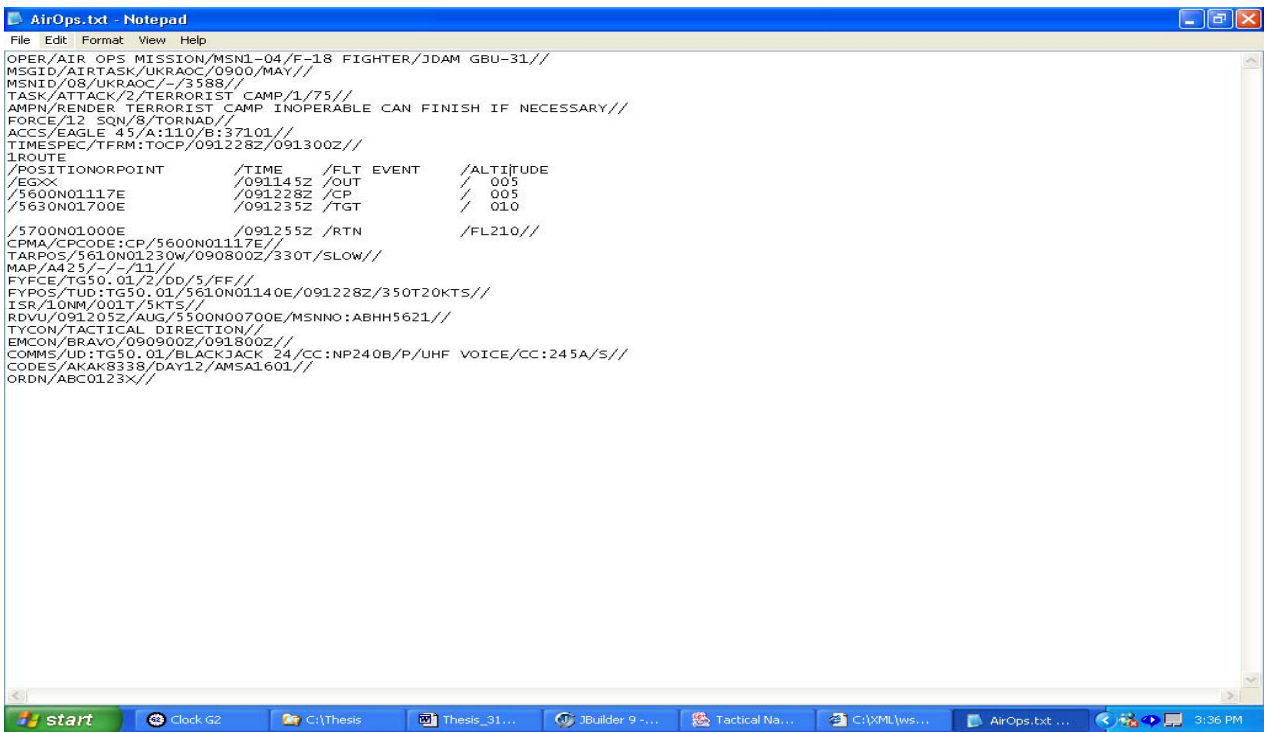 AirOps.txt - Notepad
File Edit Format View Help
OPER/AIR OPS MISSION/MSN1-04/F-18 FIGHTER/JDAM GBU-31//
MSGID/AIRTASK/UKRAOC/0900/MAY//
MSNID/08/UKRAOC/-/3588//
TASK/ATTACK/2/TERRORIST CAMP/1/75//
AMPN/RENDER TERRORIST CAMP INOPERABLE CAN FINISH IF NECESSARY//
FORCE/12 SQN/8/TORNAD//
ACCS/EAGLE 45/A:110/B:37101//
TIMESPEC/TFRM:TOCP/091228Z/091300Z//
1ROUTE
/POSITIONORPOINT /TIME /FLT EVENT /ALTITUDE
/EGXX /091145Z /OUT / 005
/5600N01117E /091228Z /CP / 005
/5630N01700E /091235Z /TGT / 010
/5700N01000E /091255Z /RTN /FL210//
CPMA/CPCODE:CP/5600N01117E//
TARPOS/5610N01230W/090800Z/330T/SLOW//
MAP/A425/-/-/11//
FYFCE/TG50.01/2/DD/5/FF//
FYPOS/TUD:TG50.01/5610N01140E/091228Z/350T20KTS//
ISR/10NM/001T/5KTS//
RDVU/091205Z/AUG/5500N00700E/MSNNO:ABHH5621//
TYCON/TACTICAL DIRECTION//
EMCON/BRAVO/090900Z/091800Z//
COMMS/UD:TG50.01/BLACKJACK 24/CC:NP240B/P/UHF VOICE/CC:245A/S//
CODES/AKAK8338/DAY12/AMSA1601//
ORDN/ABC0123X//
start Clock G2 C:\Thesis Thesis_31... JBuilder 9 -... Tactical Na... C:\XML\ws... AirOps.txt ... 3:36 PM